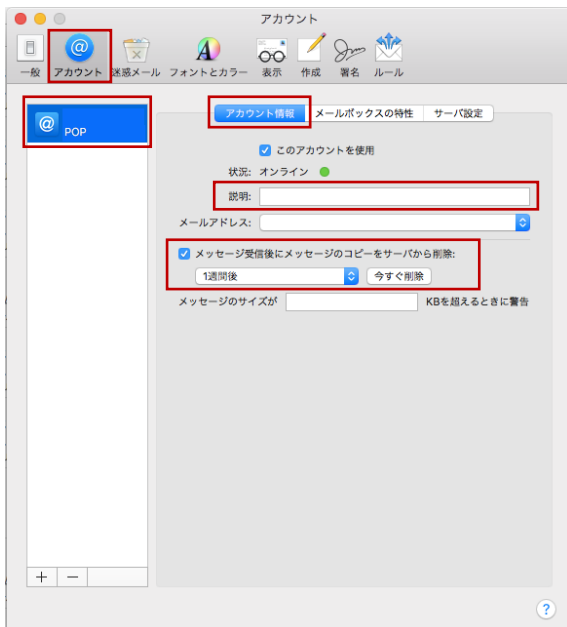 アカウント
一般 アカウント 迷惑メール フォントとカラー 表示 作成 署名 ルール
@ POP
アカウント情報 メールボックスの特性 サーバ設定
このアカウントを使用
状況: オンライン
説明:
メールアドレス:
メッセージ受信後にメッセージのコピーをサーバから削除:
1週間後 今すぐ削除
メッセージのサイズが KBを超えるときに警告
+ −
?